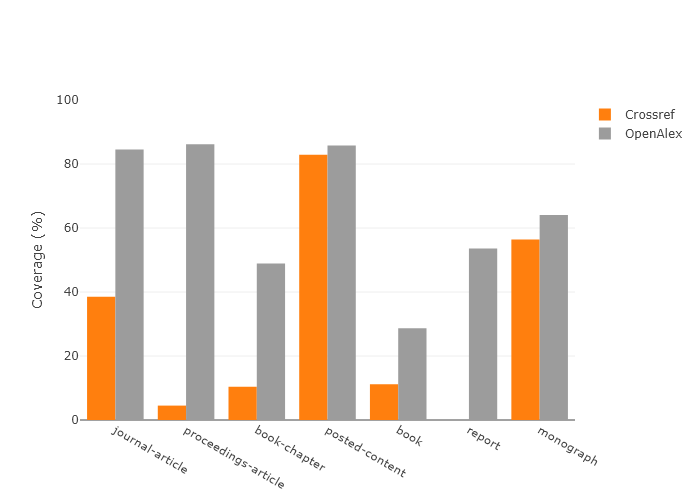 100
80
60
40
20
0
Coverage (%)
journal-article
proceedings-article
book-chapter
posted-content
book
report
monograph
Crossref
OpenAlex